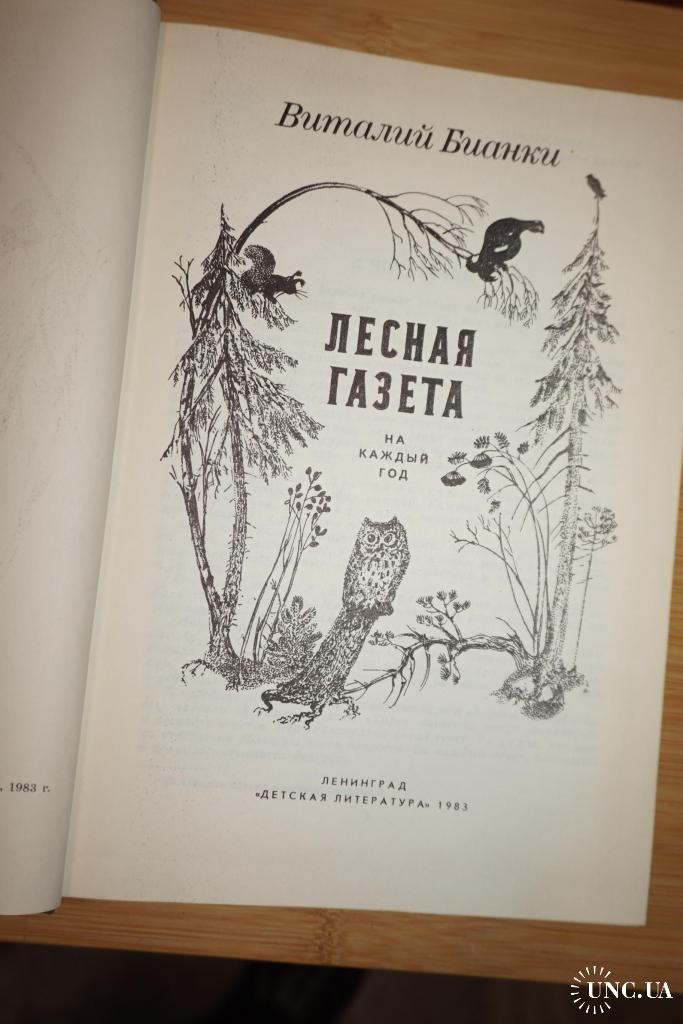 Виталий Бианки
ЛЕСНАЯ
ГАЗЕТА
НА
КАЖДЫЙ
ГОД
ЛЕНИНГРАД
«ДЕТСКАЯ ЛИТЕРАТУРА» 1983
, 1983 г.
UNC.UA